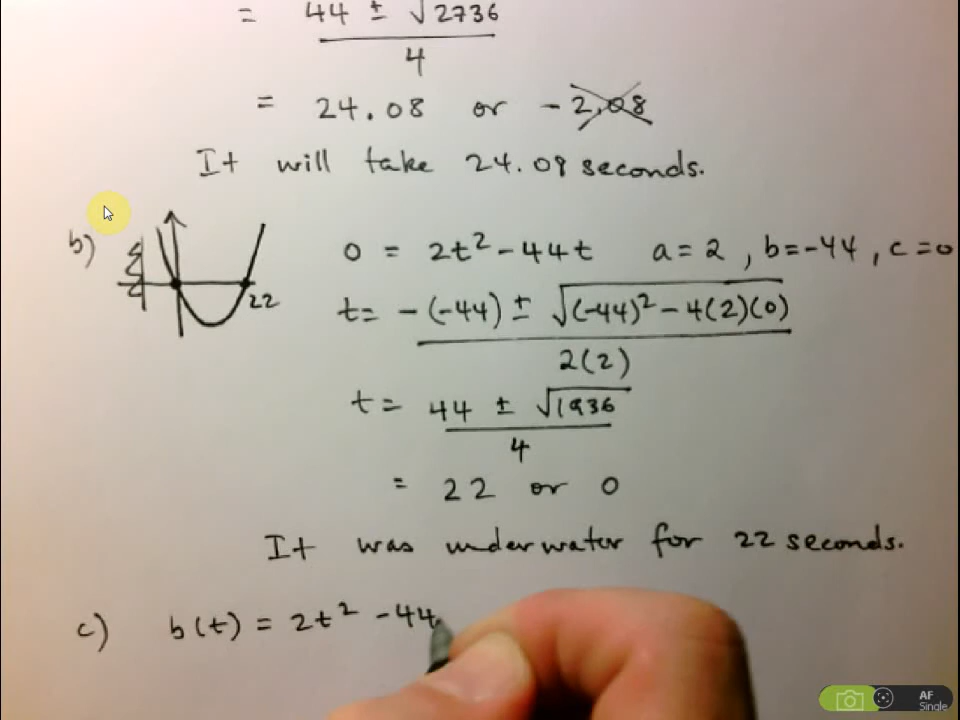 = 44 ± √2736
4
= 24.08 or -2.08
It will take 24.08 seconds.
b) 22
0 = 2t² - 44t a = 2 , b = -44 , c = 0
t = -(-44) ± √(-44)² - 4(2)(0)
2(2)
t = 44 ± √1936
4
= 22 or 0
It was underwater for 22 seconds.
c) b(t) = 2t² - 44
AF
Single